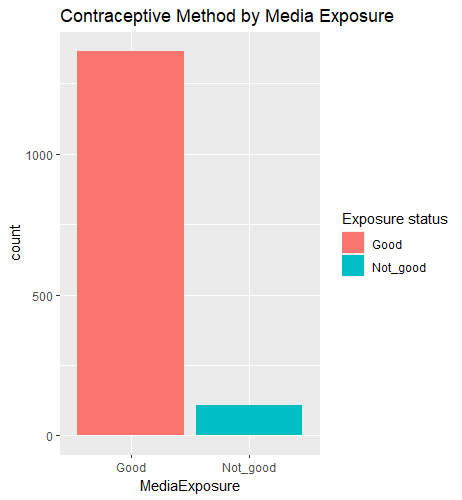 Contraceptive Method by Media Exposure
count
1000
500
0
Good
Not_good
MediaExposure
Exposure status
Good
Not_good